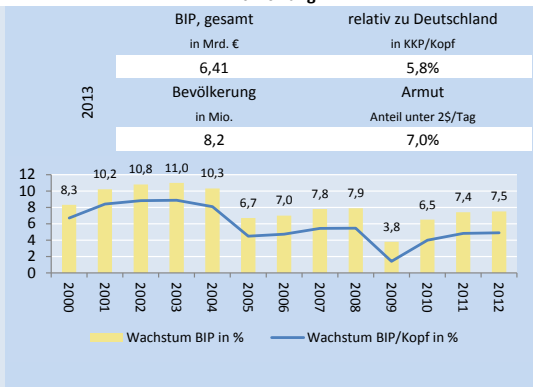 BIP, gesamt relativ zu Deutschland
in Mrd. € in KKP/Kopf
6,41 5,8%
2013
Bevölkerung Armut
in Mio. Anteil unter 2$/Tag
8,2 7,0%
12
10
8
6
4
2
0
8,3 10,2 10,8 11,0 10,3 6,7 7,0 7,8 7,9 3,8 6,5 7,4 7,5
2000 2001 2002 2003 2004 2005 2006 2007 2008 2009 2010 2011 2012
Wachstum BIP in % Wachstum BIP/Kopf in %